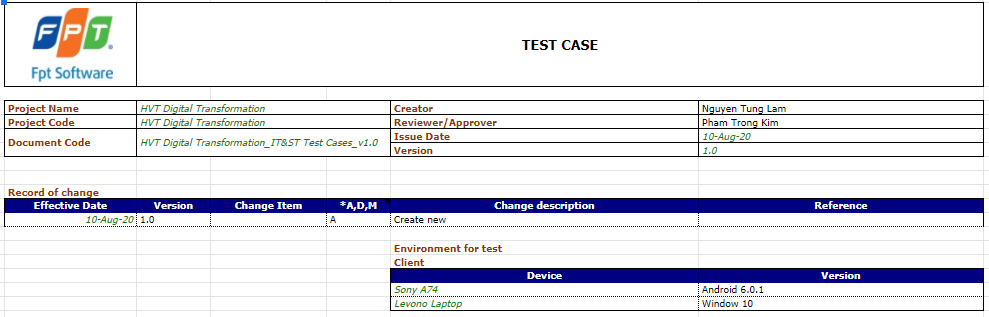 FPT
Fpt Software
TEST CASE
Project Name HVT Digital Transformation Creator Nguyen Tung Lam
Project Code HVT Digital Transformation Reviewer/Approver Pham Trong Kim
Document Code HVT Digital Transformation_IT&ST Test Cases_v1.0 Issue Date 10-Aug-20
Version 1.0
Record of change
Effective Date Version Change Item *A,D,M Change description Reference
10-Aug-20 1.0 A Create new
Environment for test
Client
Device Version
Sony A74 Android 6.0.1
Levono Laptop Window 10